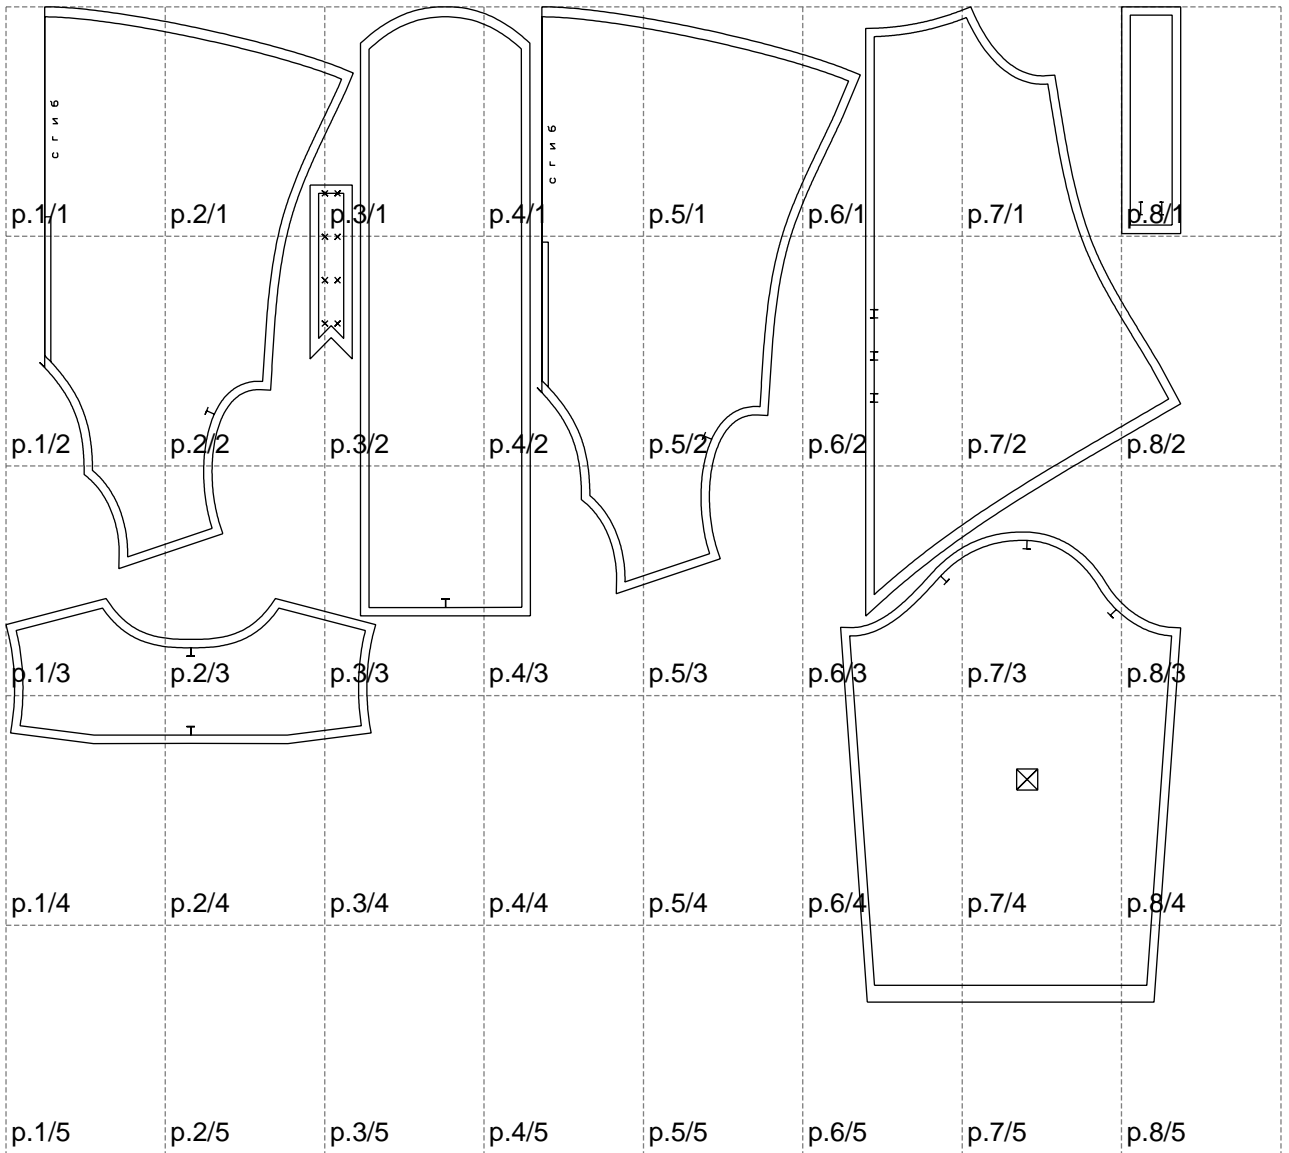 сгиб
сгиб
p.1/1 p.2/1 p.3/1 p.4/1 p.5/1 p.6/1 p.7/1 p.8/1
p.1/2 p.2/2 p.3/2 p.4/2 p.5/2 p.6/2 p.7/2 p.8/2
p.1/3 p.2/3 p.3/3 p.4/3 p.5/3 p.6/3 p.7/3 p.8/3
p.1/4 p.2/4 p.3/4 p.4/4 p.5/4 p.6/4 p.7/4 p.8/4
p.1/5 p.2/5 p.3/5 p.4/5 p.5/5 p.6/5 p.7/5 p.8/5